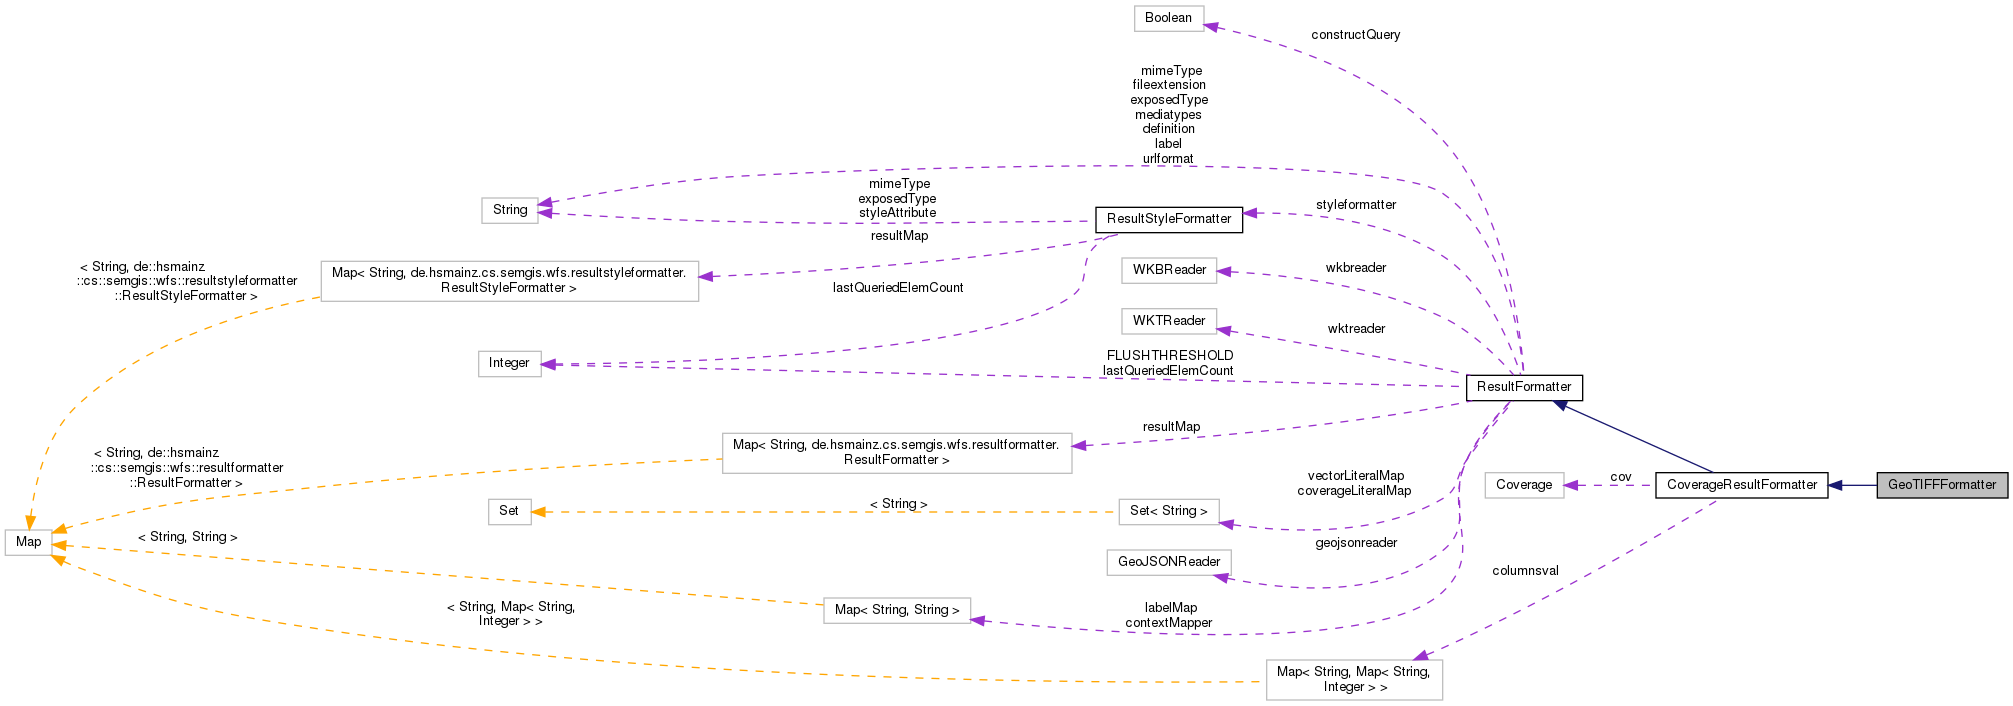 Boolean
constructQuery
mimeType
fileextension
exposedType
mediatypes
definition
label
urlformat
mimeType
exposedType
styleAttribute
String
ResultStyleFormatter
styleformatter
resultMap
< String, de::hsmainz
::cs::semgis::wfs::resultstyleformatter
::ResultStyleFormatter >
Map< String, de.hsmainz.cs.semgis.wfs.resultstyleformatter.
ResultStyleFormatter >
lastQueriedElemCount
WKBReader
wkbreader
WKTReader
wktreader
Integer
FLUSHTHRESHOLD
lastQueriedElemCount
ResultFormatter
resultMap
Map< String, de.hsmainz.cs.semgis.wfs.resultformatter.
ResultFormatter >
< String, de::hsmainz
::cs::semgis::wfs::resultformatter
::ResultFormatter >
vectorLiteralMap
coverageLiteralMap
Coverage
cov
CoverageResultFormatter
GeoTIFFFormatter
Set
< String >
Set< String >
Map
< String, String >
geojsonreader
GeoJSONReader
columnsval
Map< String, String >
labelMap
contextMapper
< String, Map< String,
Integer > >
Map< String, Map< String,
Integer > >